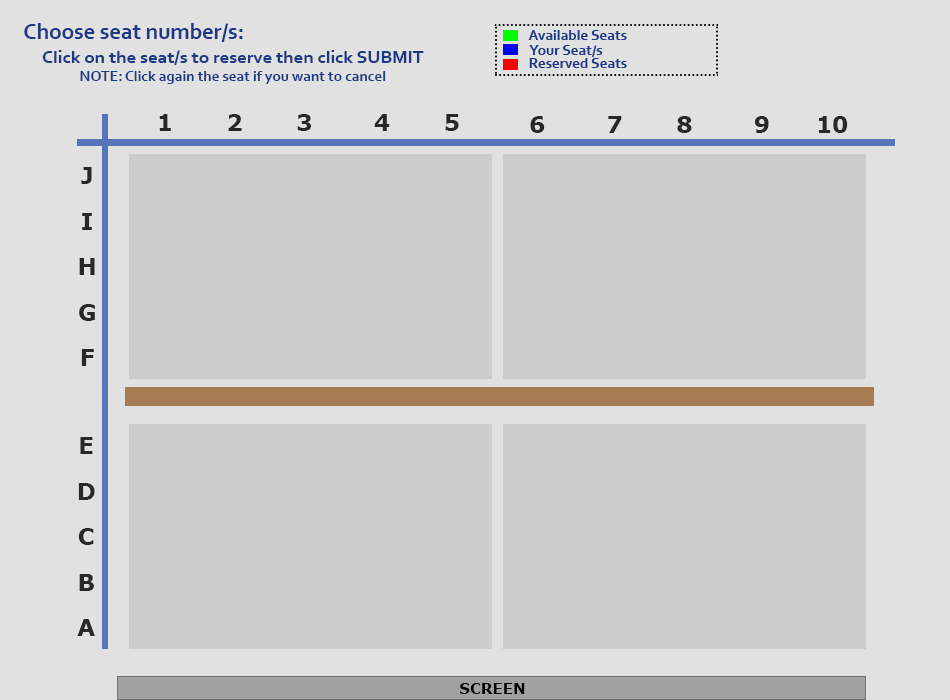 Choose seat number/s:
Click on the seat/s to reserve then click SUBMIT
NOTE: Click again the seat if you want to cancel
Available Seats
Your Seat/s
Reserved Seats
1 2 3 4 5 6 7 8 9 10
J
I
H
G
F
E
D
C
B
A
SCREEN